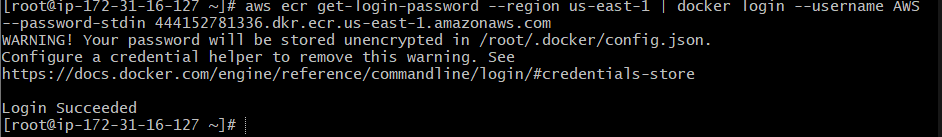 [root@ip-172-31-16-127 ~]# aws ecr get-login-password --region us-east-1 | docker login --username AWS
--password-stdin 444152781336.dkr.ecr.us-east-1.amazonaws.com
WARNING! Your password will be stored unencrypted in /root/.docker/config.json.
Configure a credential helper to remove this warning. See
https://docs.docker.com/engine/reference/commandline/login/#credentials-store
Login Succeeded
[root@ip-172-31-16-127 ~]#